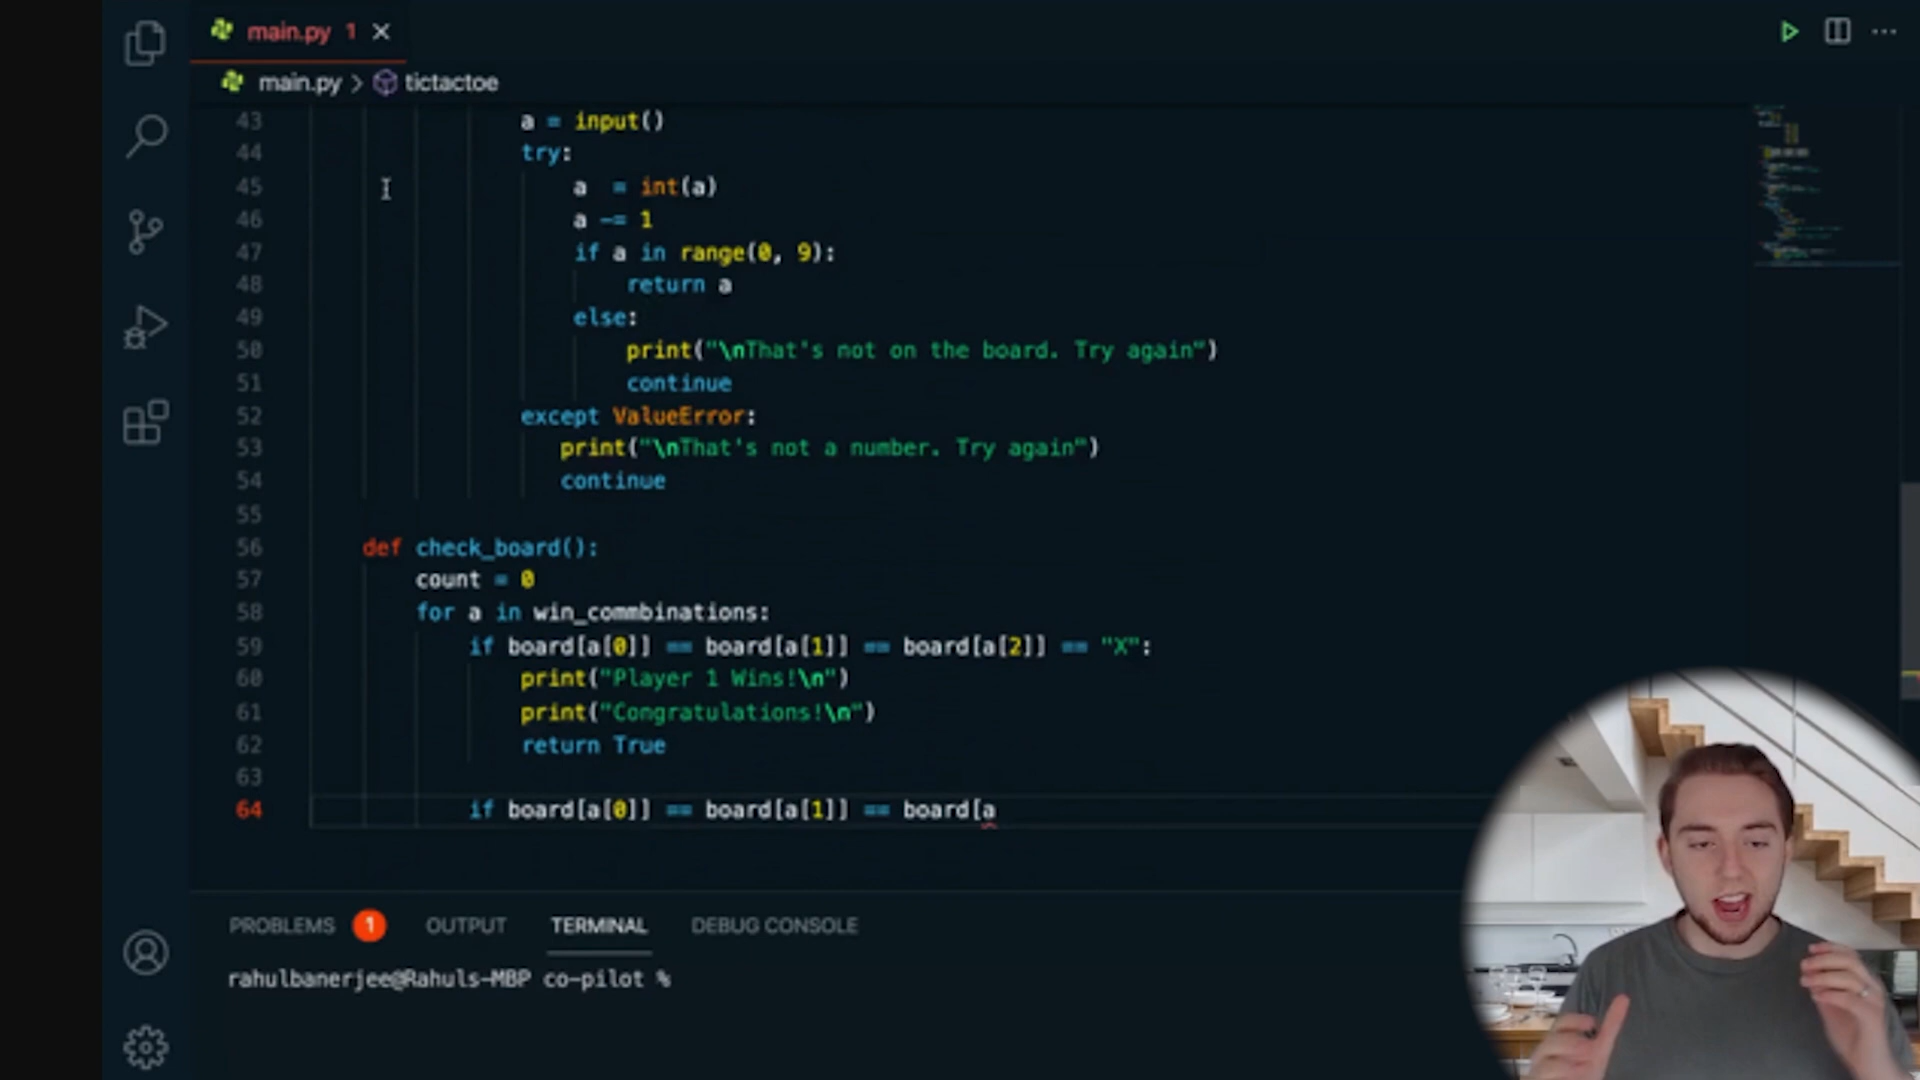 main.py 1
main.py > tictactoe
43 a = input()
44 try:
45 a = int(a)
46 a -= 1
47 if a in range(0, 9):
48 return a
49 else:
50 print("\nThat's not on the board. Try again")
51 continue
52 except ValueError:
53 print("\nThat's not a number. Try again")
54 continue
55
56 def check_board():
57 count = 0
58 for a in win_commbinations:
59 if board[a[0]] == board[a[1]] == board[a[2]] == "X":
60 print("Player 1 Wins!\n")
61 print("Congratulations!\n")
62 return True
63
64 if board[a[0]] == board[a[1]] == board[a
PROBLEMS 1 OUTPUT TERMINAL DEBUG CONSOLE
rahulbanerjee@Rahuls-MBP co-pilot %